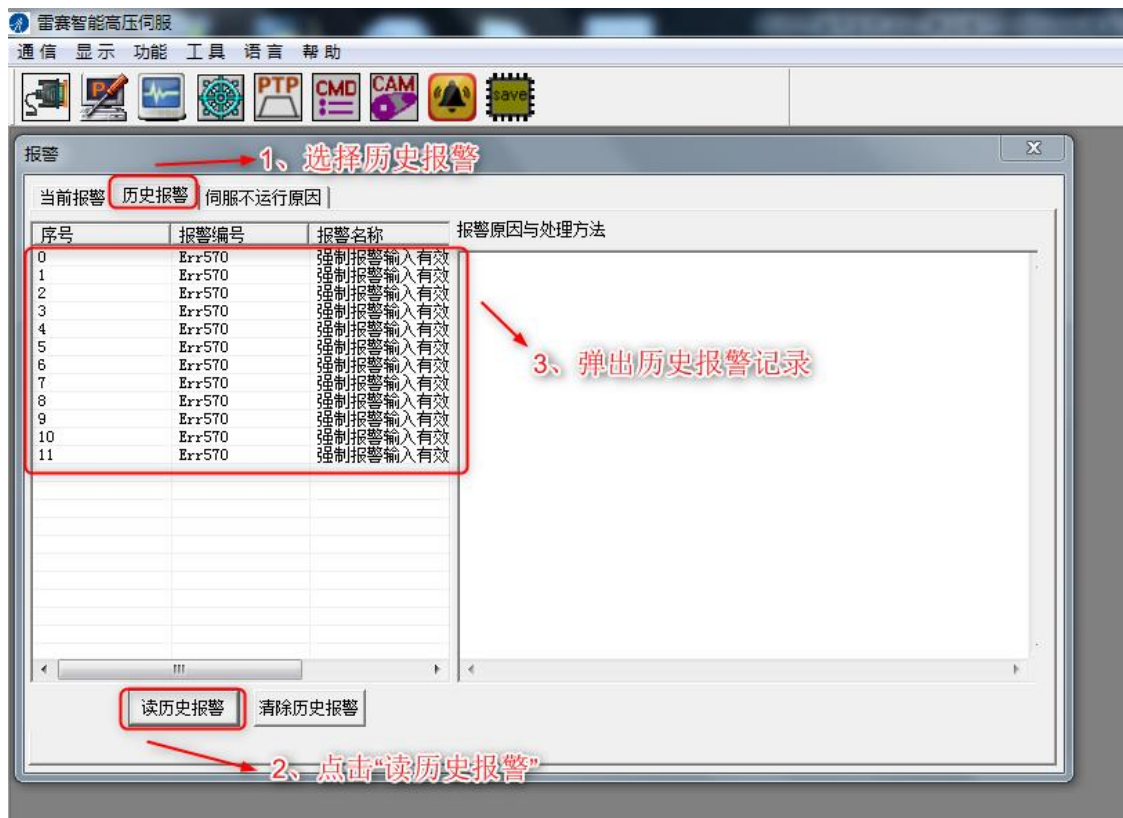 雷赛智能高压伺服
通信 显示 功能 工具 语言 帮助
PTP CMD CAM save
报警
1、选择历史报警
当前报警 历史报警 伺服不运行原因
序号 报警编号 报警名称 报警原因与处理方法
0 Err570 强制报警输入有效
1 Err570 强制报警输入有效
2 Err570 强制报警输入有效
3 Err570 强制报警输入有效
4 Err570 强制报警输入有效
5 Err570 强制报警输入有效
6 Err570 强制报警输入有效
7 Err570 强制报警输入有效
8 Err570 强制报警输入有效
9 Err570 强制报警输入有效
10 Err570 强制报警输入有效
11 Err570 强制报警输入有效
3、弹出历史报警记录
读历史报警 清除历史报警
2、点击“读历史报警”